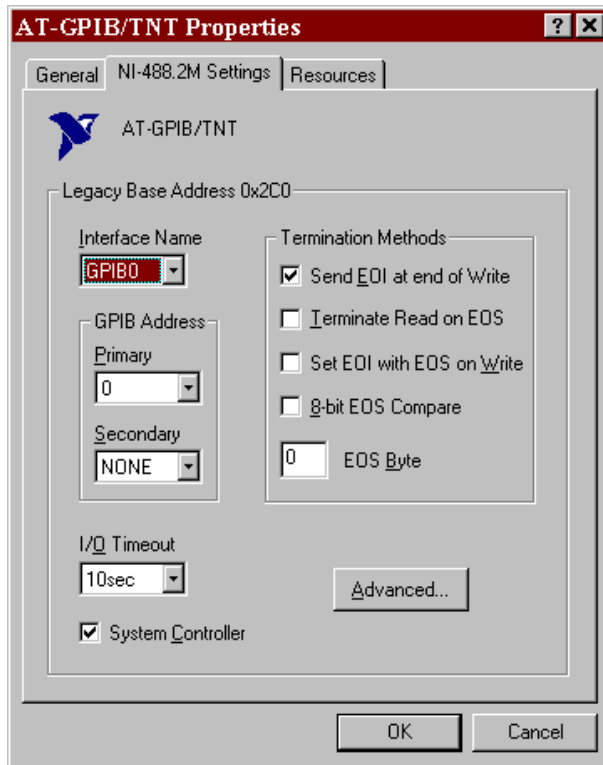 AT-GPIB/TNT Properties
General NI-488.2M Settings Resources
AT-GPIB/TNT
Legacy Base Address 0x2C0
Interface Name
GPIB0
GPIB Address
Primary
0
Secondary
NONE
Termination Methods
Send EOI at end of Write
Terminate Read on EOS
Set EOI with EOS on Write
8-bit EOS Compare
0 EOS Byte
I/O Timeout
10sec
Advanced...
System Controller
OK Cancel